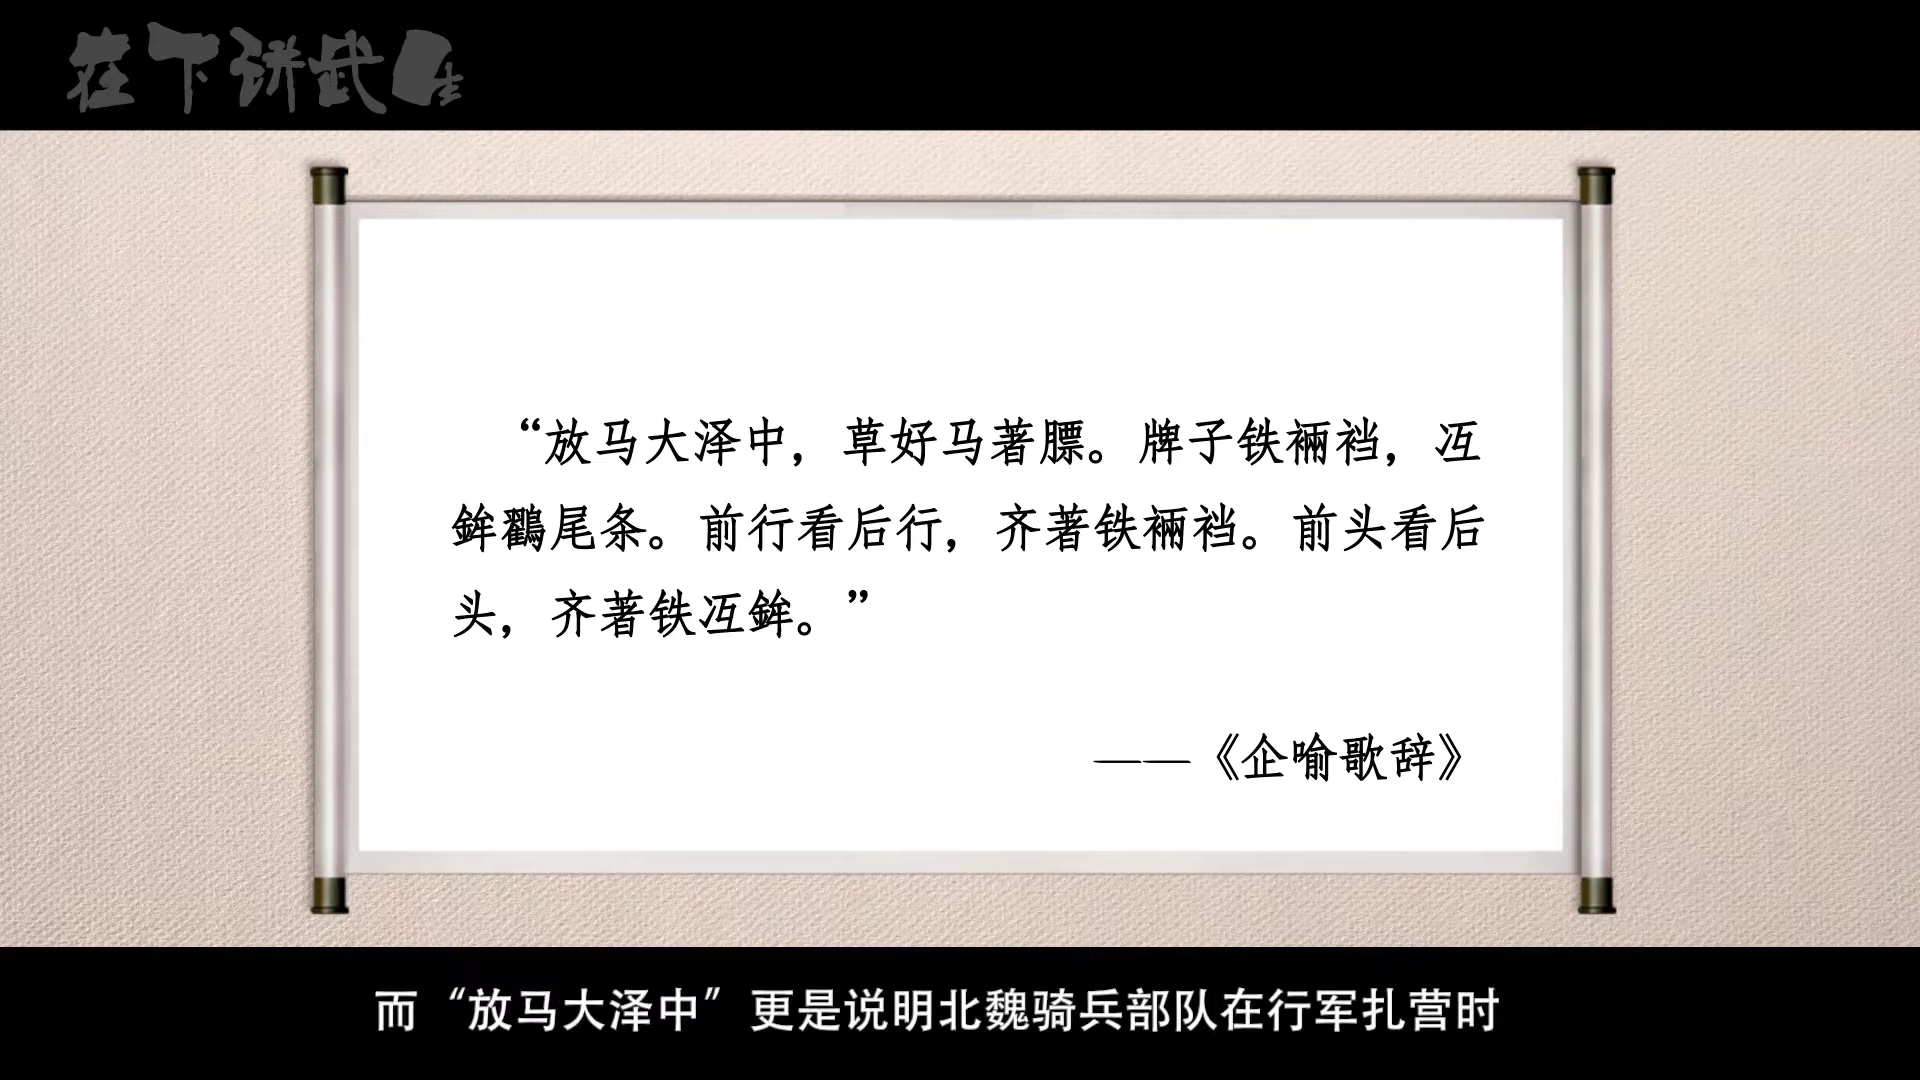 在下讲武
“放马大泽中，草好马著膘。牌子铁裲裆，冱
鉾鸐尾条。前行看后行，齐著铁裲裆。前头看后
头，齐著铁冱鉾。”
——《企喻歌辞》
而“放马大泽中”更是说明北魏骑兵部队在行军扎营时